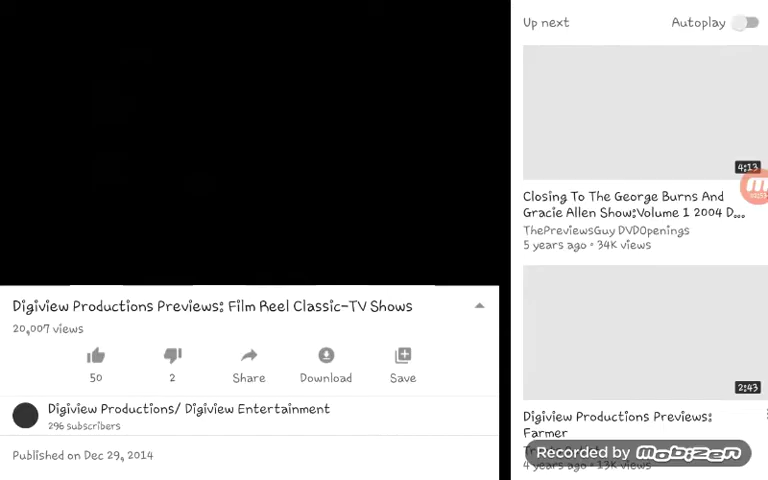 Up next
Autoplay
4:13
Closing To The George Burns And
Gracie Allen Show:Volume 1 2004 D...
ThePreviewsGuy DVDOpenings
5 years ago • 34K views
Digiview Productions Previews: Film Reel Classic-TV Shows
20,007 views
50
2
Share
Download
Save
Digiview Productions/ Digiview Entertainment
296 subscribers
Published on Dec 29, 2014
2:43
Digiview Productions Previews:
Farmer
Recorded by mobizen
4 years ago • 13K views